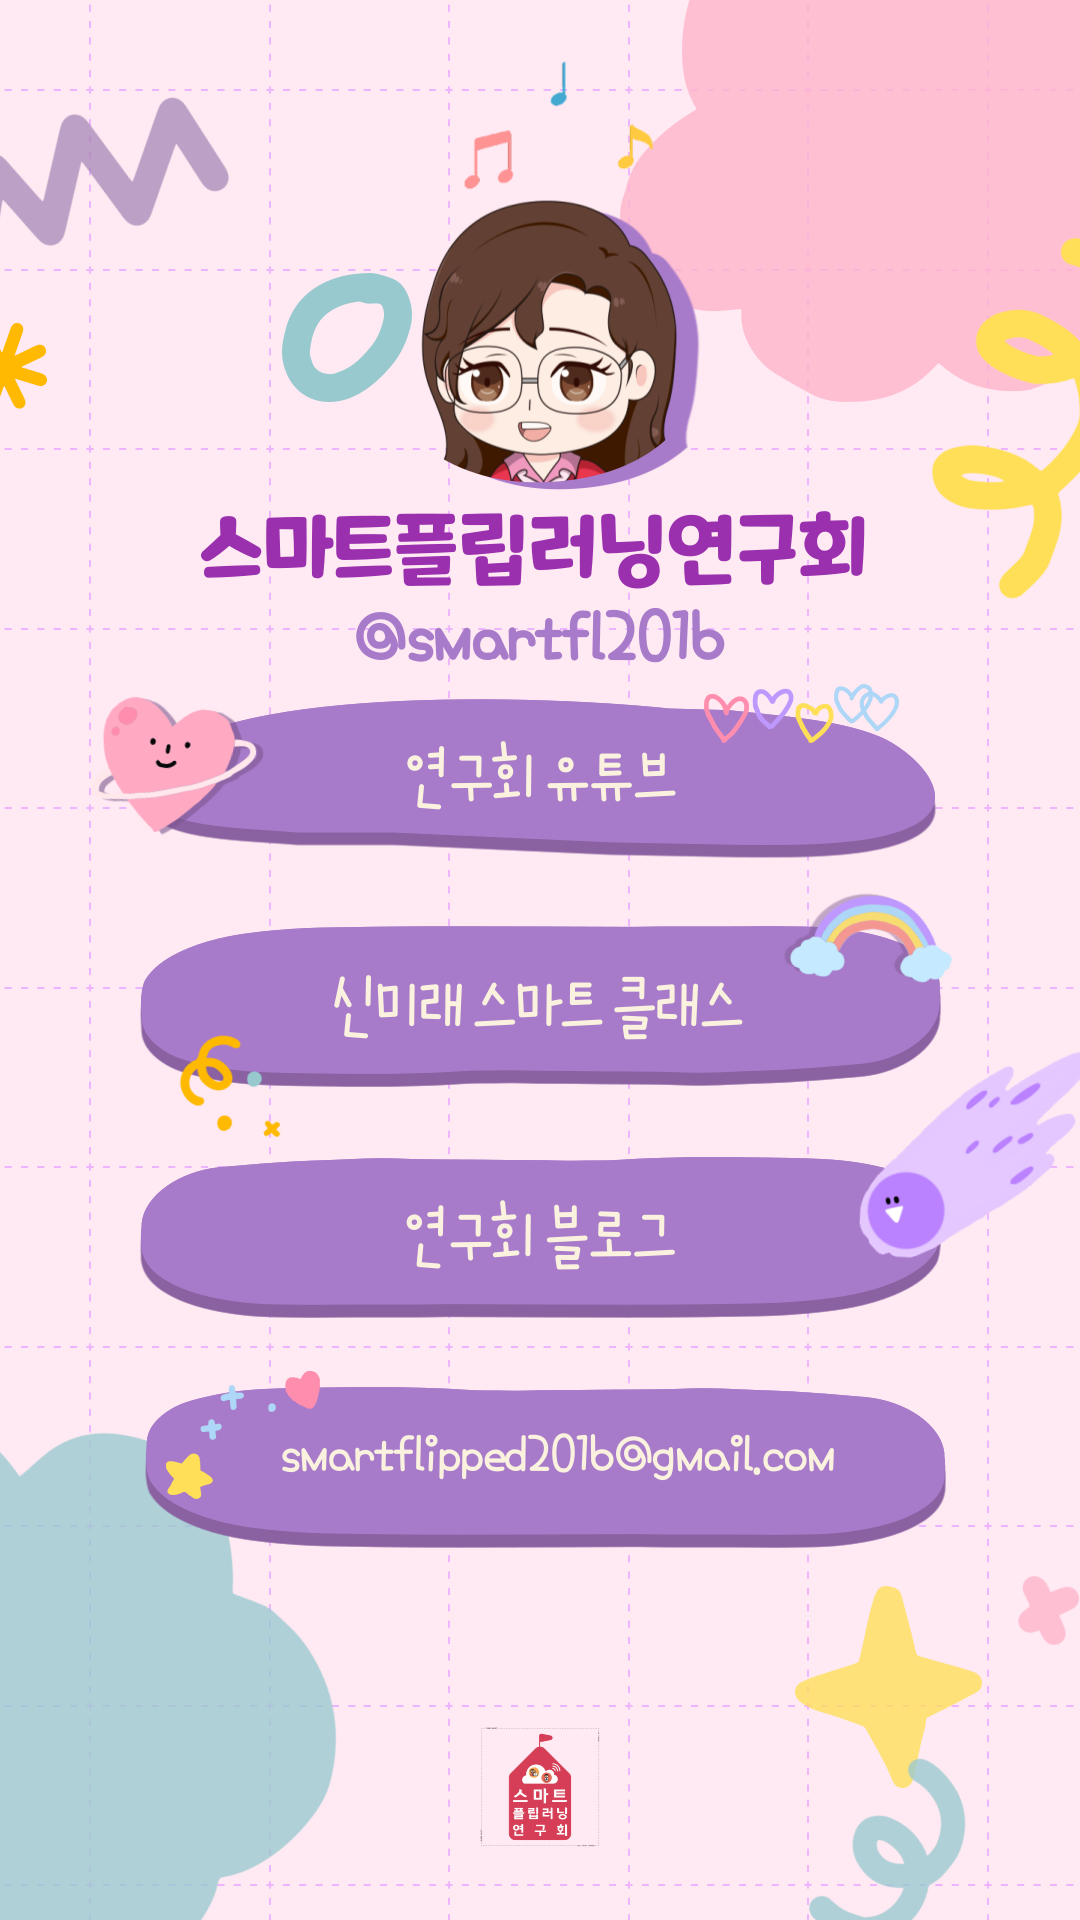 스마트플립러닝연구회
@smartfl201b
연구회 유튜브
신미래 스마트 클래스
연구회 블로그
smartflipped201b@gmail.com
스마트
플립러닝
연구회